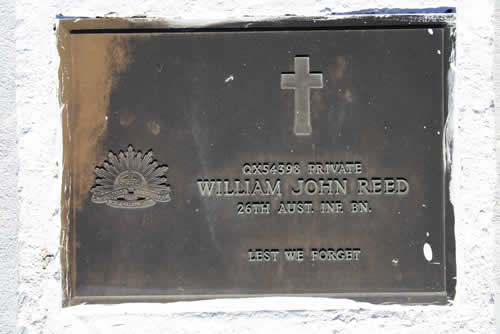 QX54398 PRIVATE
WILLIAM JOHN REED
26TH AUST. INF. BN.
LEST WE FORGET